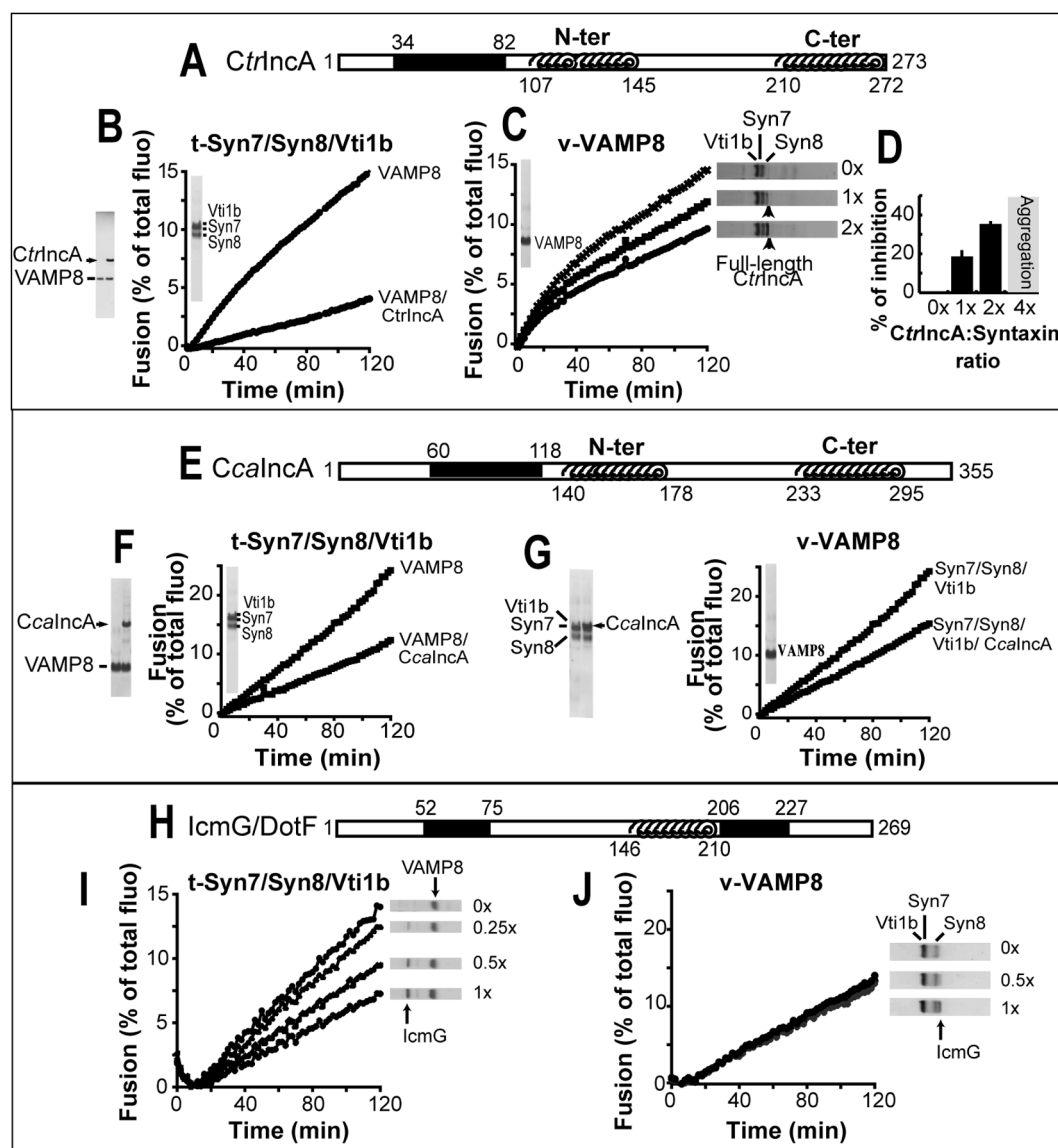 A
CtrIncA 1
34
82
N-ter
C-ter
273
107
145
210
272
B
t-Syn7/Syn8/Vti1b
CtrIncA
VAMP8
Fusion (% of total fluo)
15
10
5
0
Vti1b
Syn7
Syn8
VAMP8
VAMP8/
CtrIncA
0
40
80
120
Time (min)
C
v-VAMP8
Fusion (% of total fluo)
15
10
5
0
VAMP8
0
40
80
120
Time (min)
Syn7
Vti1b
Syn8
0x
1x
2x
Full-length
CtrIncA
D
% of inhibition
40
20
0
Aggregation
0x 1x 2x 4x
CtrIncA:Syntaxin
ratio
E
CcaIncA 1
60
118
N-ter
C-ter
355
140
178
233
295
F
t-Syn7/Syn8/Vti1b
CcaIncA
VAMP8
Fusion
(% of total fluo)
20
10
0
Vti1b
Syn7
Syn8
VAMP8
VAMP8/
CcaIncA
0
40
80
120
Time (min)
G
v-VAMP8
Vti1b
Syn7
Syn8
CcaIncA
Fusion
(% of total fluo)
20
10
0
VAMP8
Syn7/Syn8/
Vti1b
Syn7/Syn8/
Vti1b/ CcaIncA
0
40
80
120
Time (min)
H
IcmG/DotF 1
52
75
206
227
269
146
210
I
t-Syn7/Syn8/Vti1b
Fusion (% of total fluo)
15
10
5
0
VAMP8
0x
0.25x
0.5x
1x
IcmG
0
40
80
120
Time (min)
J
v-VAMP8
Fusion (% of total fluo)
20
10
0
Syn7
Vti1b
Syn8
0x
0.5x
1x
IcmG
0
40
80
120
Time (min)